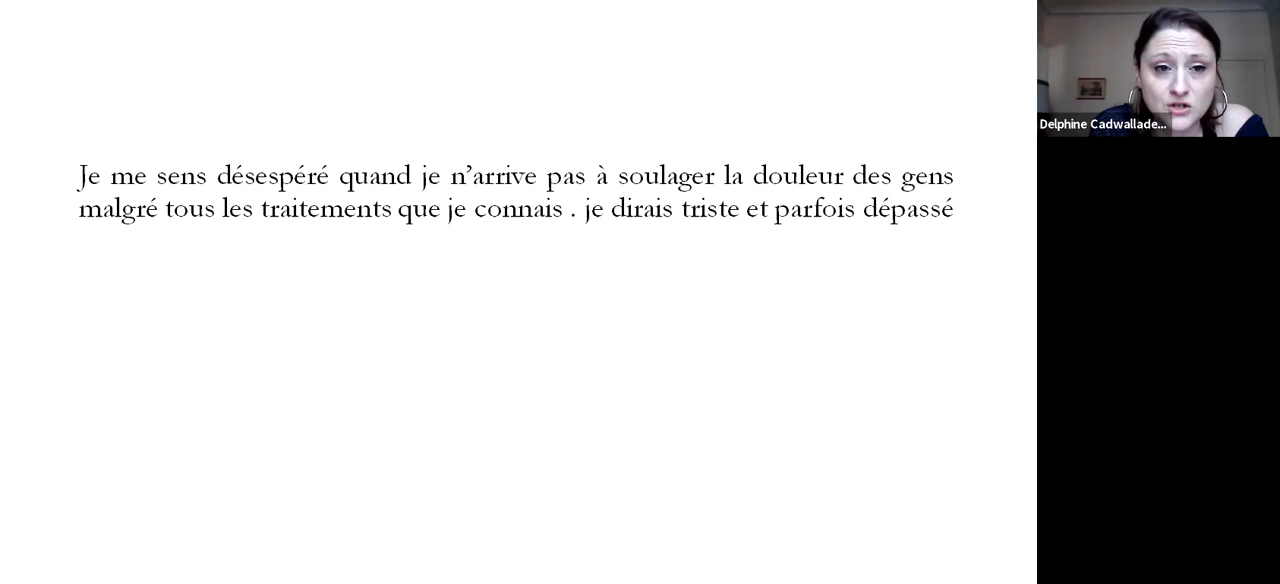 Je me sens désespéré quand je n’arrive pas à soulager la douleur des gens
malgré tous les traitements que je connais . je dirais triste et parfois dépassé
Delphine Cadwallade...